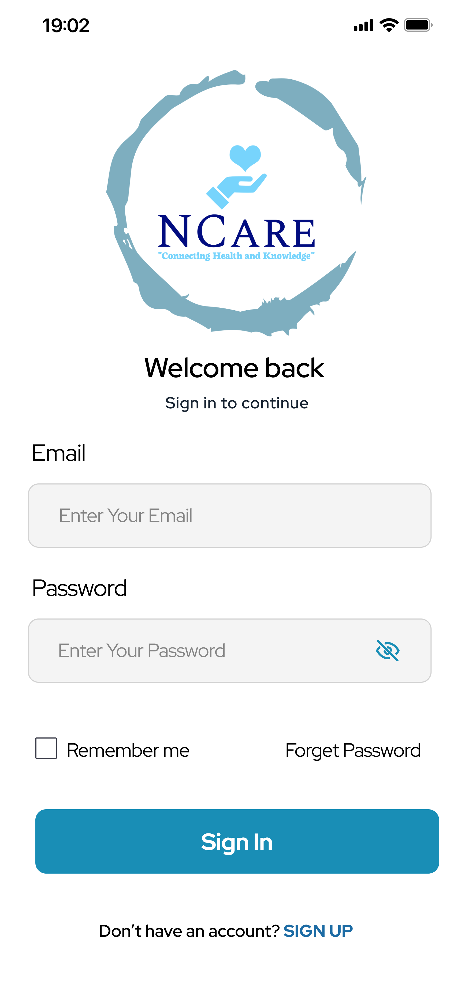 19:02
NCARE
"Connecting Health and Knowledge"
Welcome back
Sign in to continue
Email
Enter Your Email
Password
Enter Your Password
Remember me
Forget Password
Sign In
Don’t have an account? SIGN UP